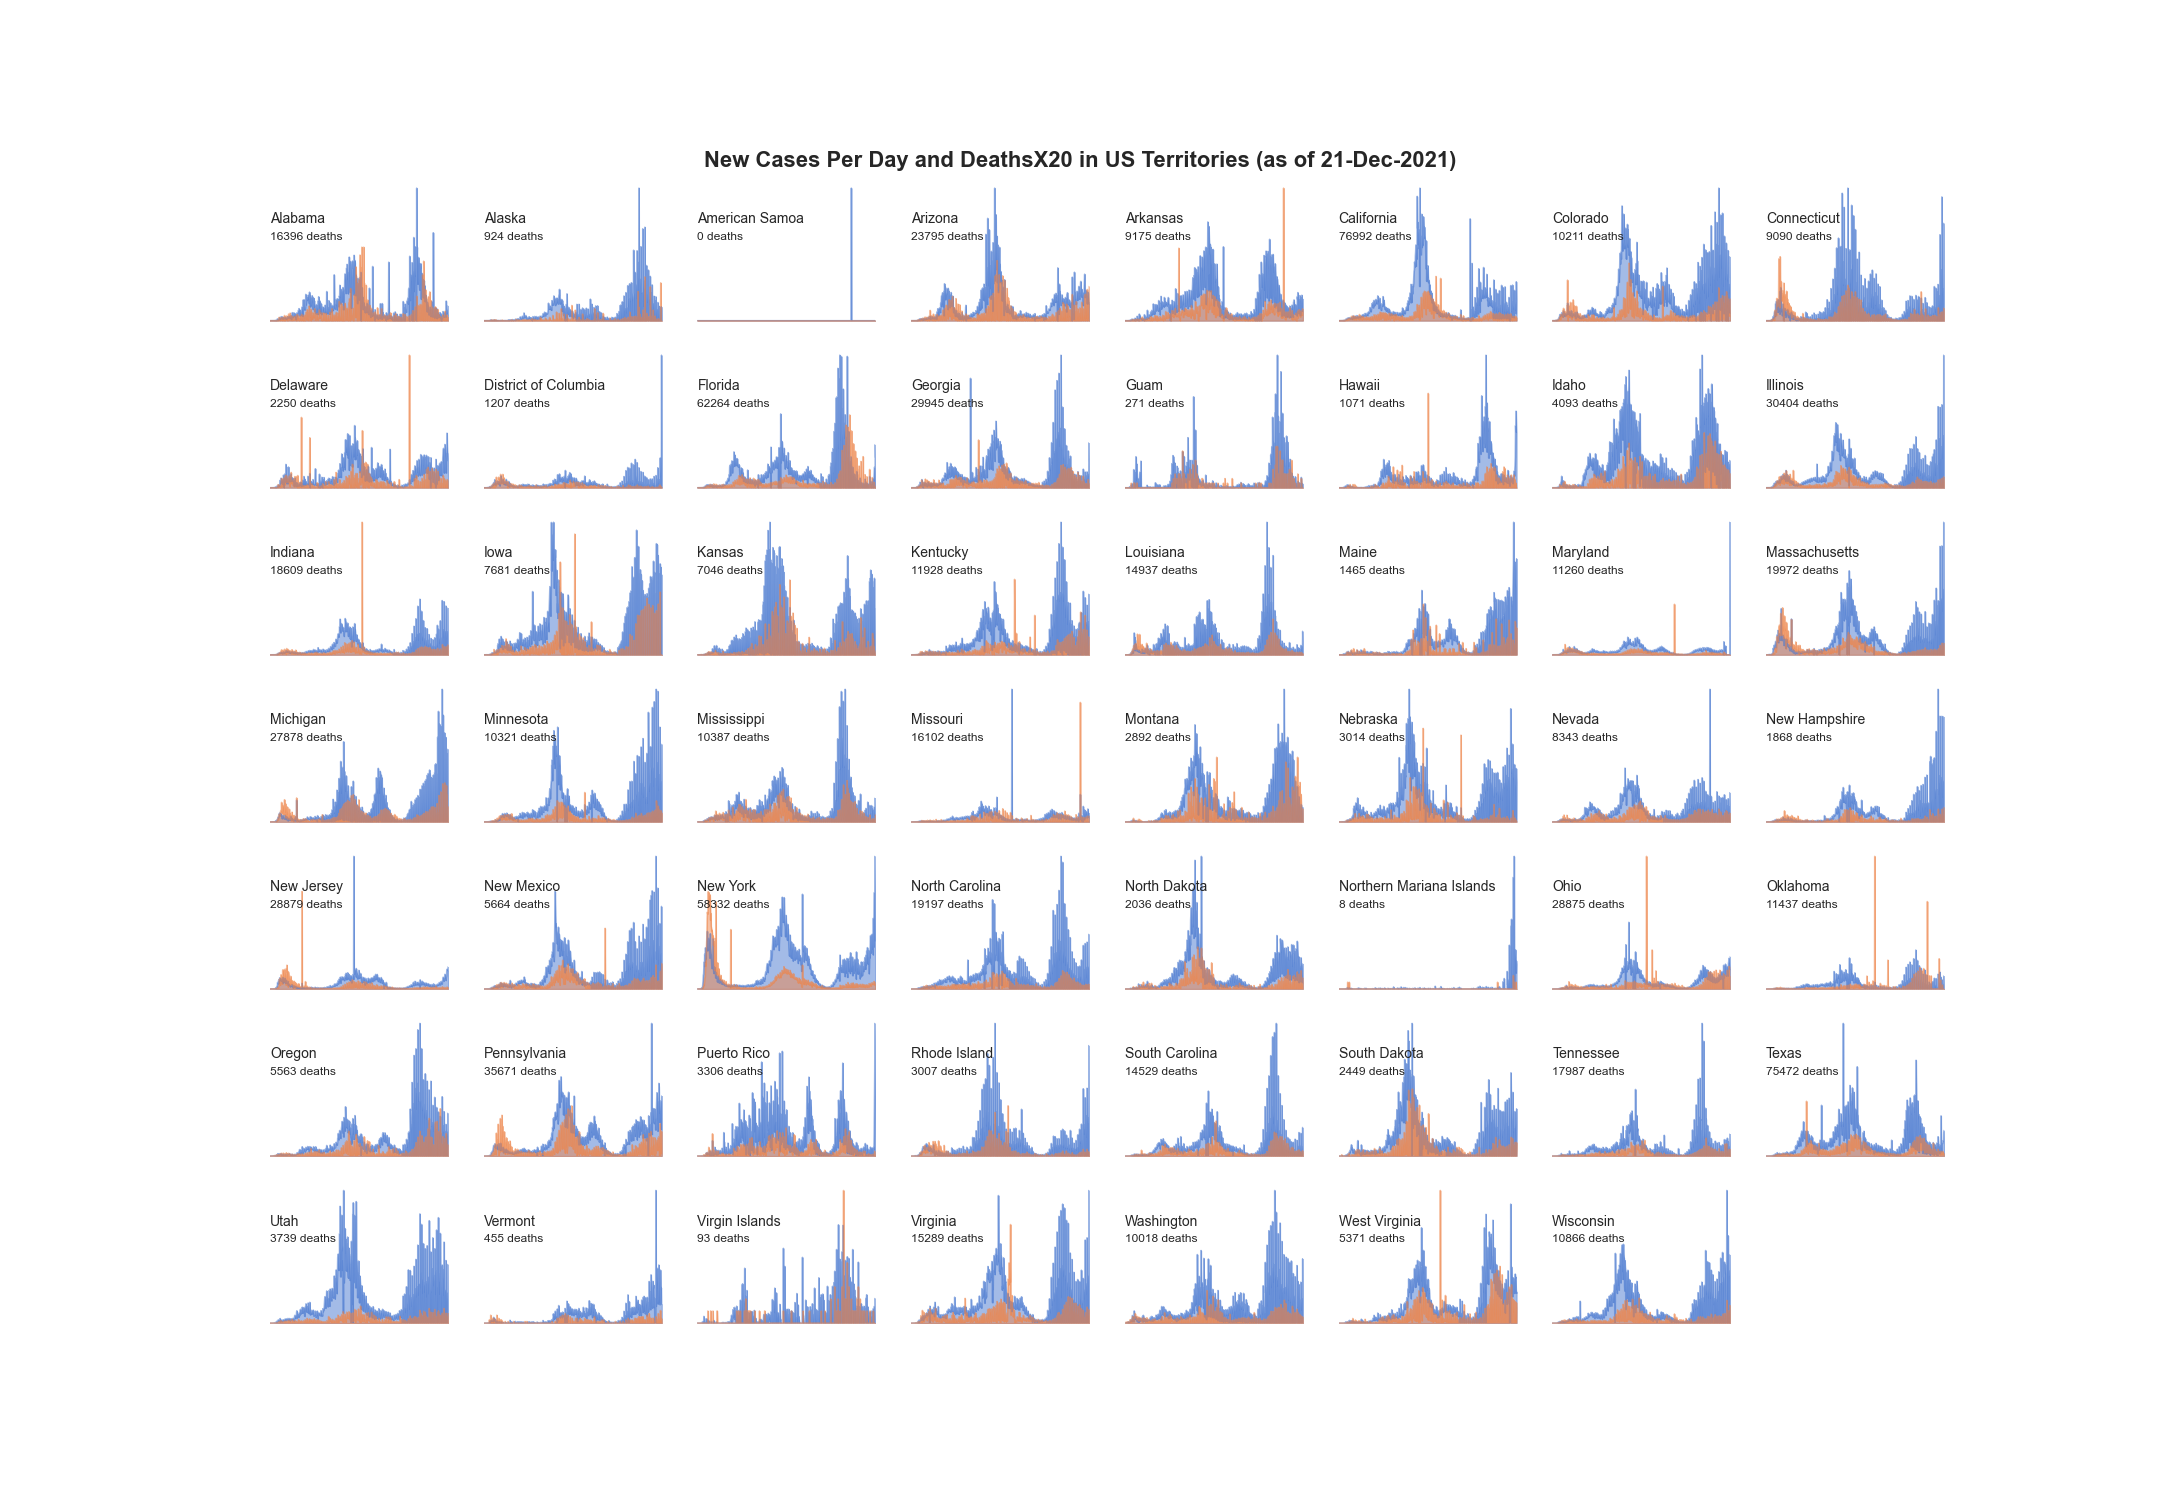 New Cases Per Day and DeathsX20 in US Territories (as of 21-Dec-2021)
Alabama
16396 deaths
Alaska
924 deaths
American Samoa
0 deaths
Arizona
23795 deaths
Arkansas
9175 deaths
California
76992 deaths
Colorado
10211 deaths
Connecticut
9090 deaths
Delaware
2250 deaths
District of Columbia
1207 deaths
Florida
62264 deaths
Georgia
29945 deaths
Guam
271 deaths
Hawaii
1071 deaths
Idaho
4093 deaths
Illinois
30404 deaths
Indiana
18609 deaths
Iowa
7681 deaths
Kansas
7046 deaths
Kentucky
11928 deaths
Louisiana
14937 deaths
Maine
1465 deaths
Maryland
11260 deaths
Massachusetts
19972 deaths
Michigan
27878 deaths
Minnesota
10321 deaths
Mississippi
10387 deaths
Missouri
16102 deaths
Montana
2892 deaths
Nebraska
3014 deaths
Nevada
8343 deaths
New Hampshire
1868 deaths
New Jersey
28879 deaths
New Mexico
5664 deaths
New York
58332 deaths
North Carolina
19197 deaths
North Dakota
2036 deaths
Northern Mariana Islands
8 deaths
Ohio
28875 deaths
Oklahoma
11437 deaths
Oregon
5563 deaths
Pennsylvania
35671 deaths
Puerto Rico
3306 deaths
Rhode Island
3007 deaths
South Carolina
14529 deaths
South Dakota
2449 deaths
Tennessee
17987 deaths
Texas
75472 deaths
Utah
3739 deaths
Vermont
455 deaths
Virgin Islands
93 deaths
Virginia
15289 deaths
Washington
10018 deaths
West Virginia
5371 deaths
Wisconsin
10866 deaths